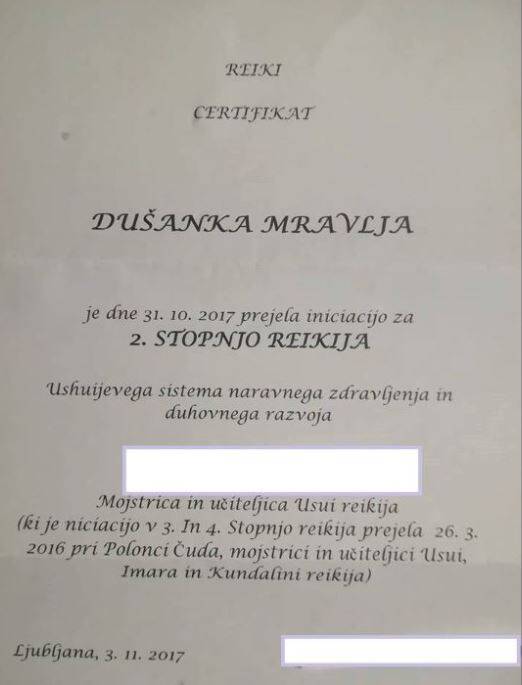 REIKI
CERTIFIKAT
DUŠANKA MRAVLJA
je dne 31. 10. 2017 prejela iniciacijo za
2. STOPNJO REIKIJA
Ushuijevega sistema naravnega zdravljenja in
duhovnega razvoja
Mojstrica in učiteljica Usui reikija
(ki je niciacijo v 3. In 4. Stopnjo reikija prejela 26. 3.
2016 pri Polonci Čuda, mojstrici in učiteljici Usui,
Imara in Kundalini reikija)
Ljubljana, 3. 11. 2017